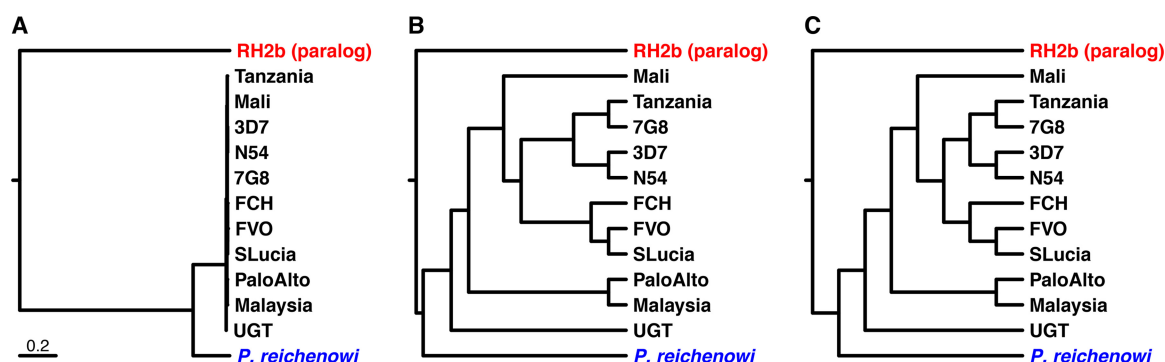 A
RH2b (paralog)
Tanzania
Mali
3D7
N54
7G8
FCH
FVO
SLucia
PaloAlto
Malaysia
UGT
P. reichenowi
0.2
B
RH2b (paralog)
Mali
Tanzania
7G8
3D7
N54
FCH
FVO
SLucia
PaloAlto
Malaysia
UGT
P. reichenowi
C
RH2b (paralog)
Mali
Tanzania
7G8
3D7
N54
FCH
FVO
SLucia
PaloAlto
Malaysia
UGT
P. reichenowi